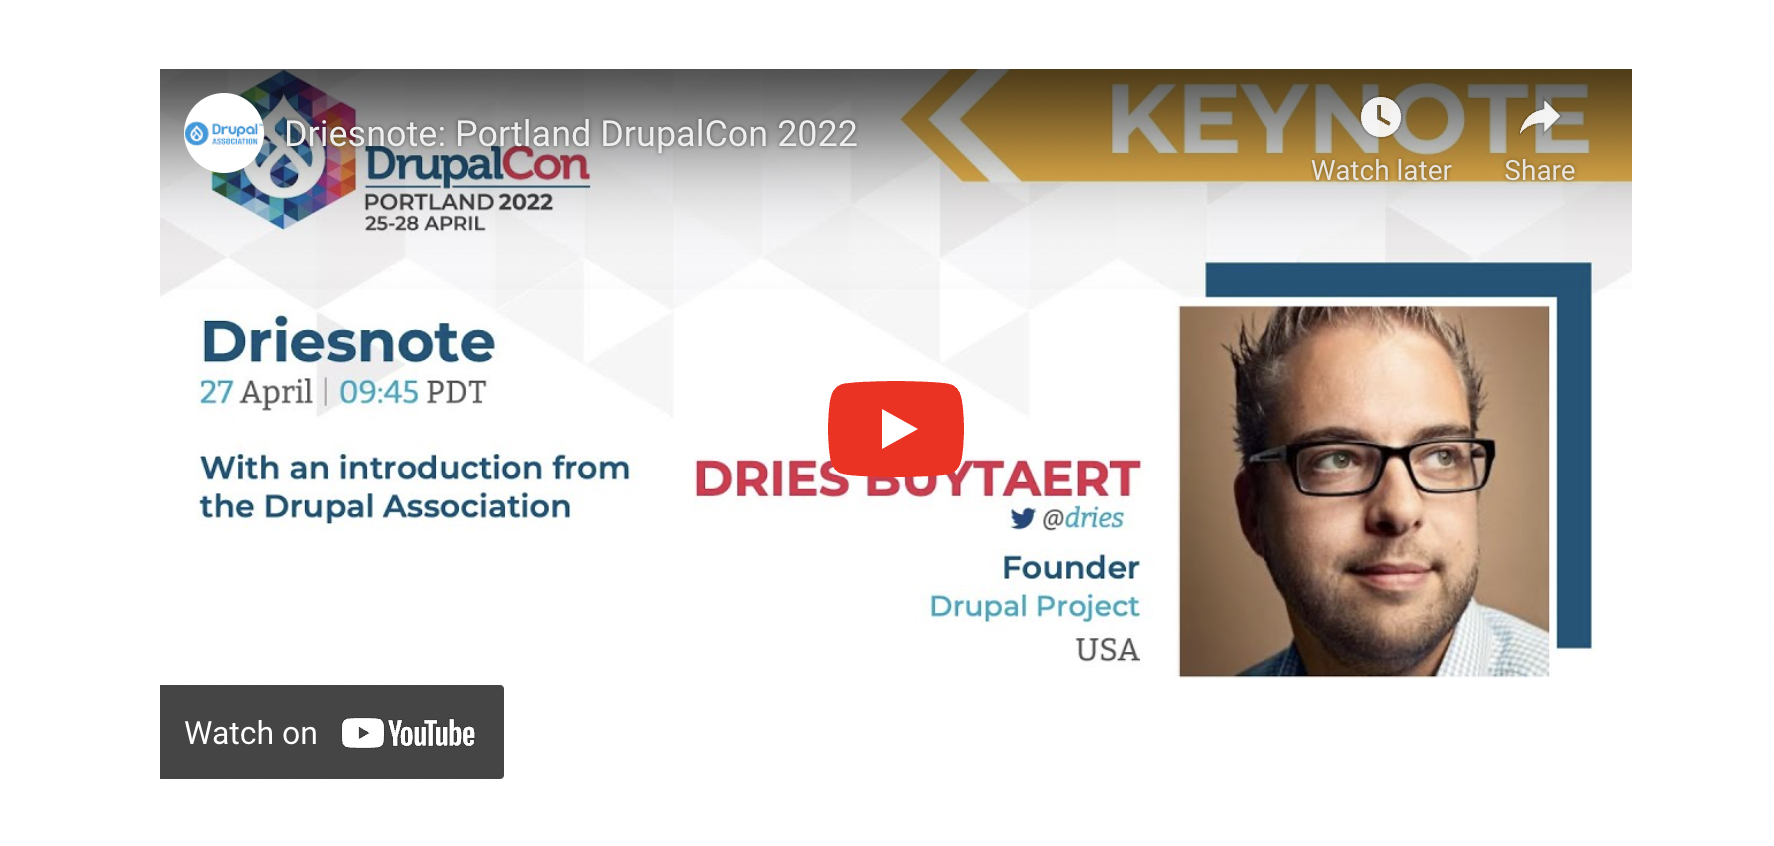 Drupal
ASSOCIATION
Driesnote: Portland DrupalCon 2022
KEYNOTE
Watch later
Share
DrupalCon
PORTLAND 2022
25-28 APRIL
Driesnote
27 April | 09:45 PDT
With an introduction from
the Drupal Association
DRIES BUYTAERT
@dries
Founder
Drupal Project
USA
Watch on YouTube